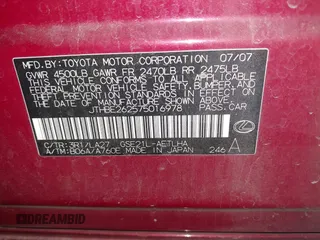 MFD.BY:TOYOTA MOTOR CORPORATION 07/07
GVWR 4500LB GAWR FR 2470LB RR 2475LB
THIS VEHICLE CONFORMS TO ALL APPLICABLE
FEDERAL MOTOR VEHICLE SAFETY, BUMPER, AND
THEFT PREVENTION STANDARDS IN EFFECT ON
THE DATE OF MANUFACTURE SHOWN ABOVE.
JTHBE262575016978 PASS.CAR
C/TR:3R1/LA27 GSE21L-AETLHA
A/TM:B06A/A760E MADE IN JAPAN 246 A
DREAMBID